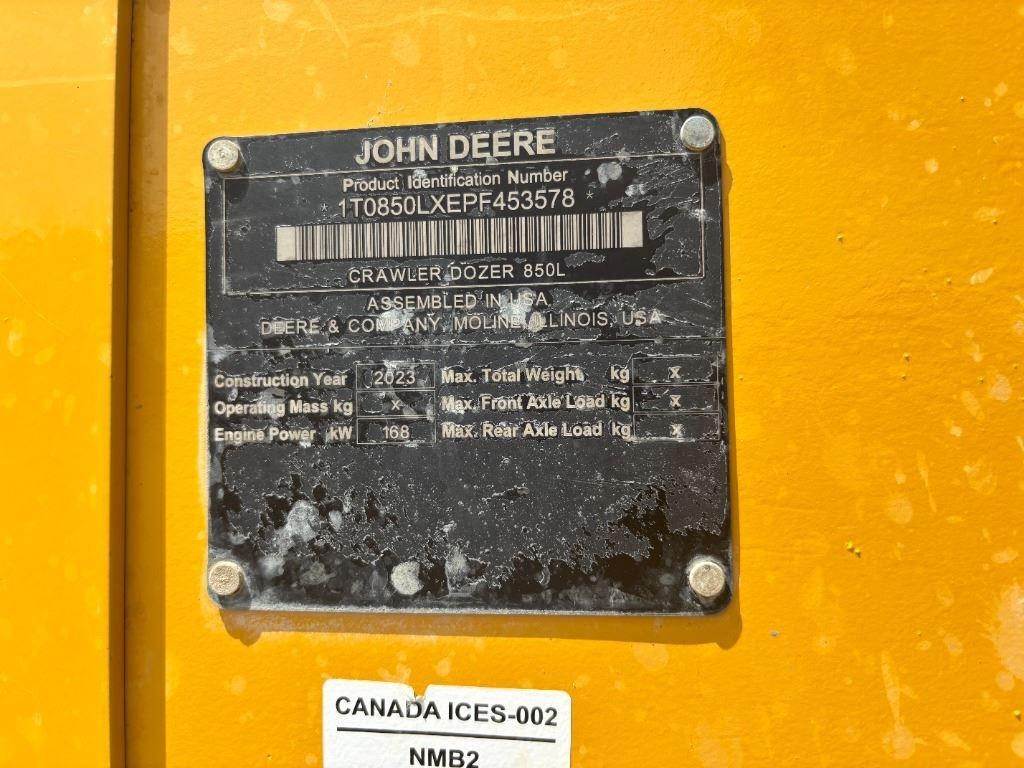 JOHN DEERE
Product Identification Number
* 1T0850LXEPF453578 *
CRAWLER DOZER 850L
ASSEMBLED IN USA
DEERE & COMPANY, MOLINE, ILLINOIS, USA
Construction Year 2023 Max. Total Weight kg X
Operating Mass kg X Max. Front Axle Load kg X
Engine Power kW 168 Max. Rear Axle Load kg X
CANADA ICES-002
NMB2